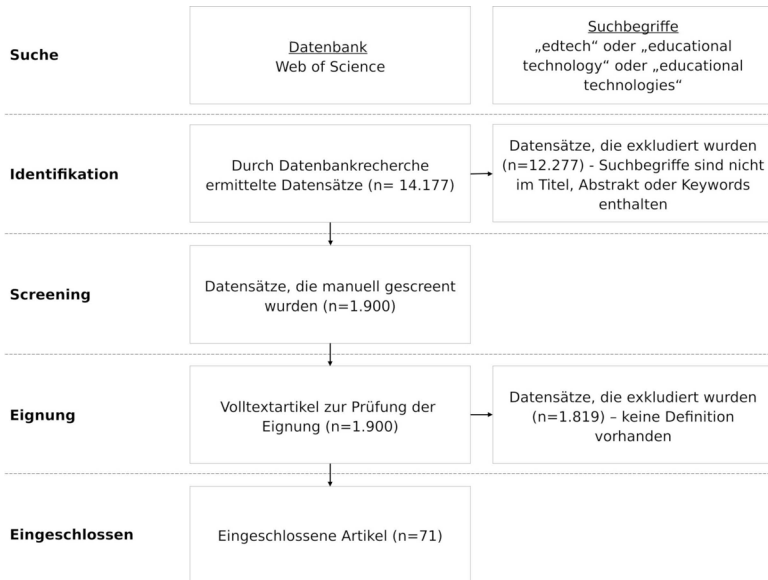 Suche
Datenbank
Web of Science
Suchbegriffe
„edtech“ oder „educational
technology“ oder „educational
technologies“
Identifikation
Durch Datenbankrecherche
ermittelte Datensätze (n= 14.177)
Datensätze, die exkludiert wurden
(n=12.277) - Suchbegriffe sind nicht
im Titel, Abstrakt oder Keywords
enthalten
Screening
Datensätze, die manuell gescreent
wurden (n=1.900)
Eignung
Volltextartikel zur Prüfung der
Eignung (n=1.900)
Datensätze, die exkludiert wurden
(n=1.819) – keine Definition
vorhanden
Eingeschlossen
Eingeschlossene Artikel (n=71)